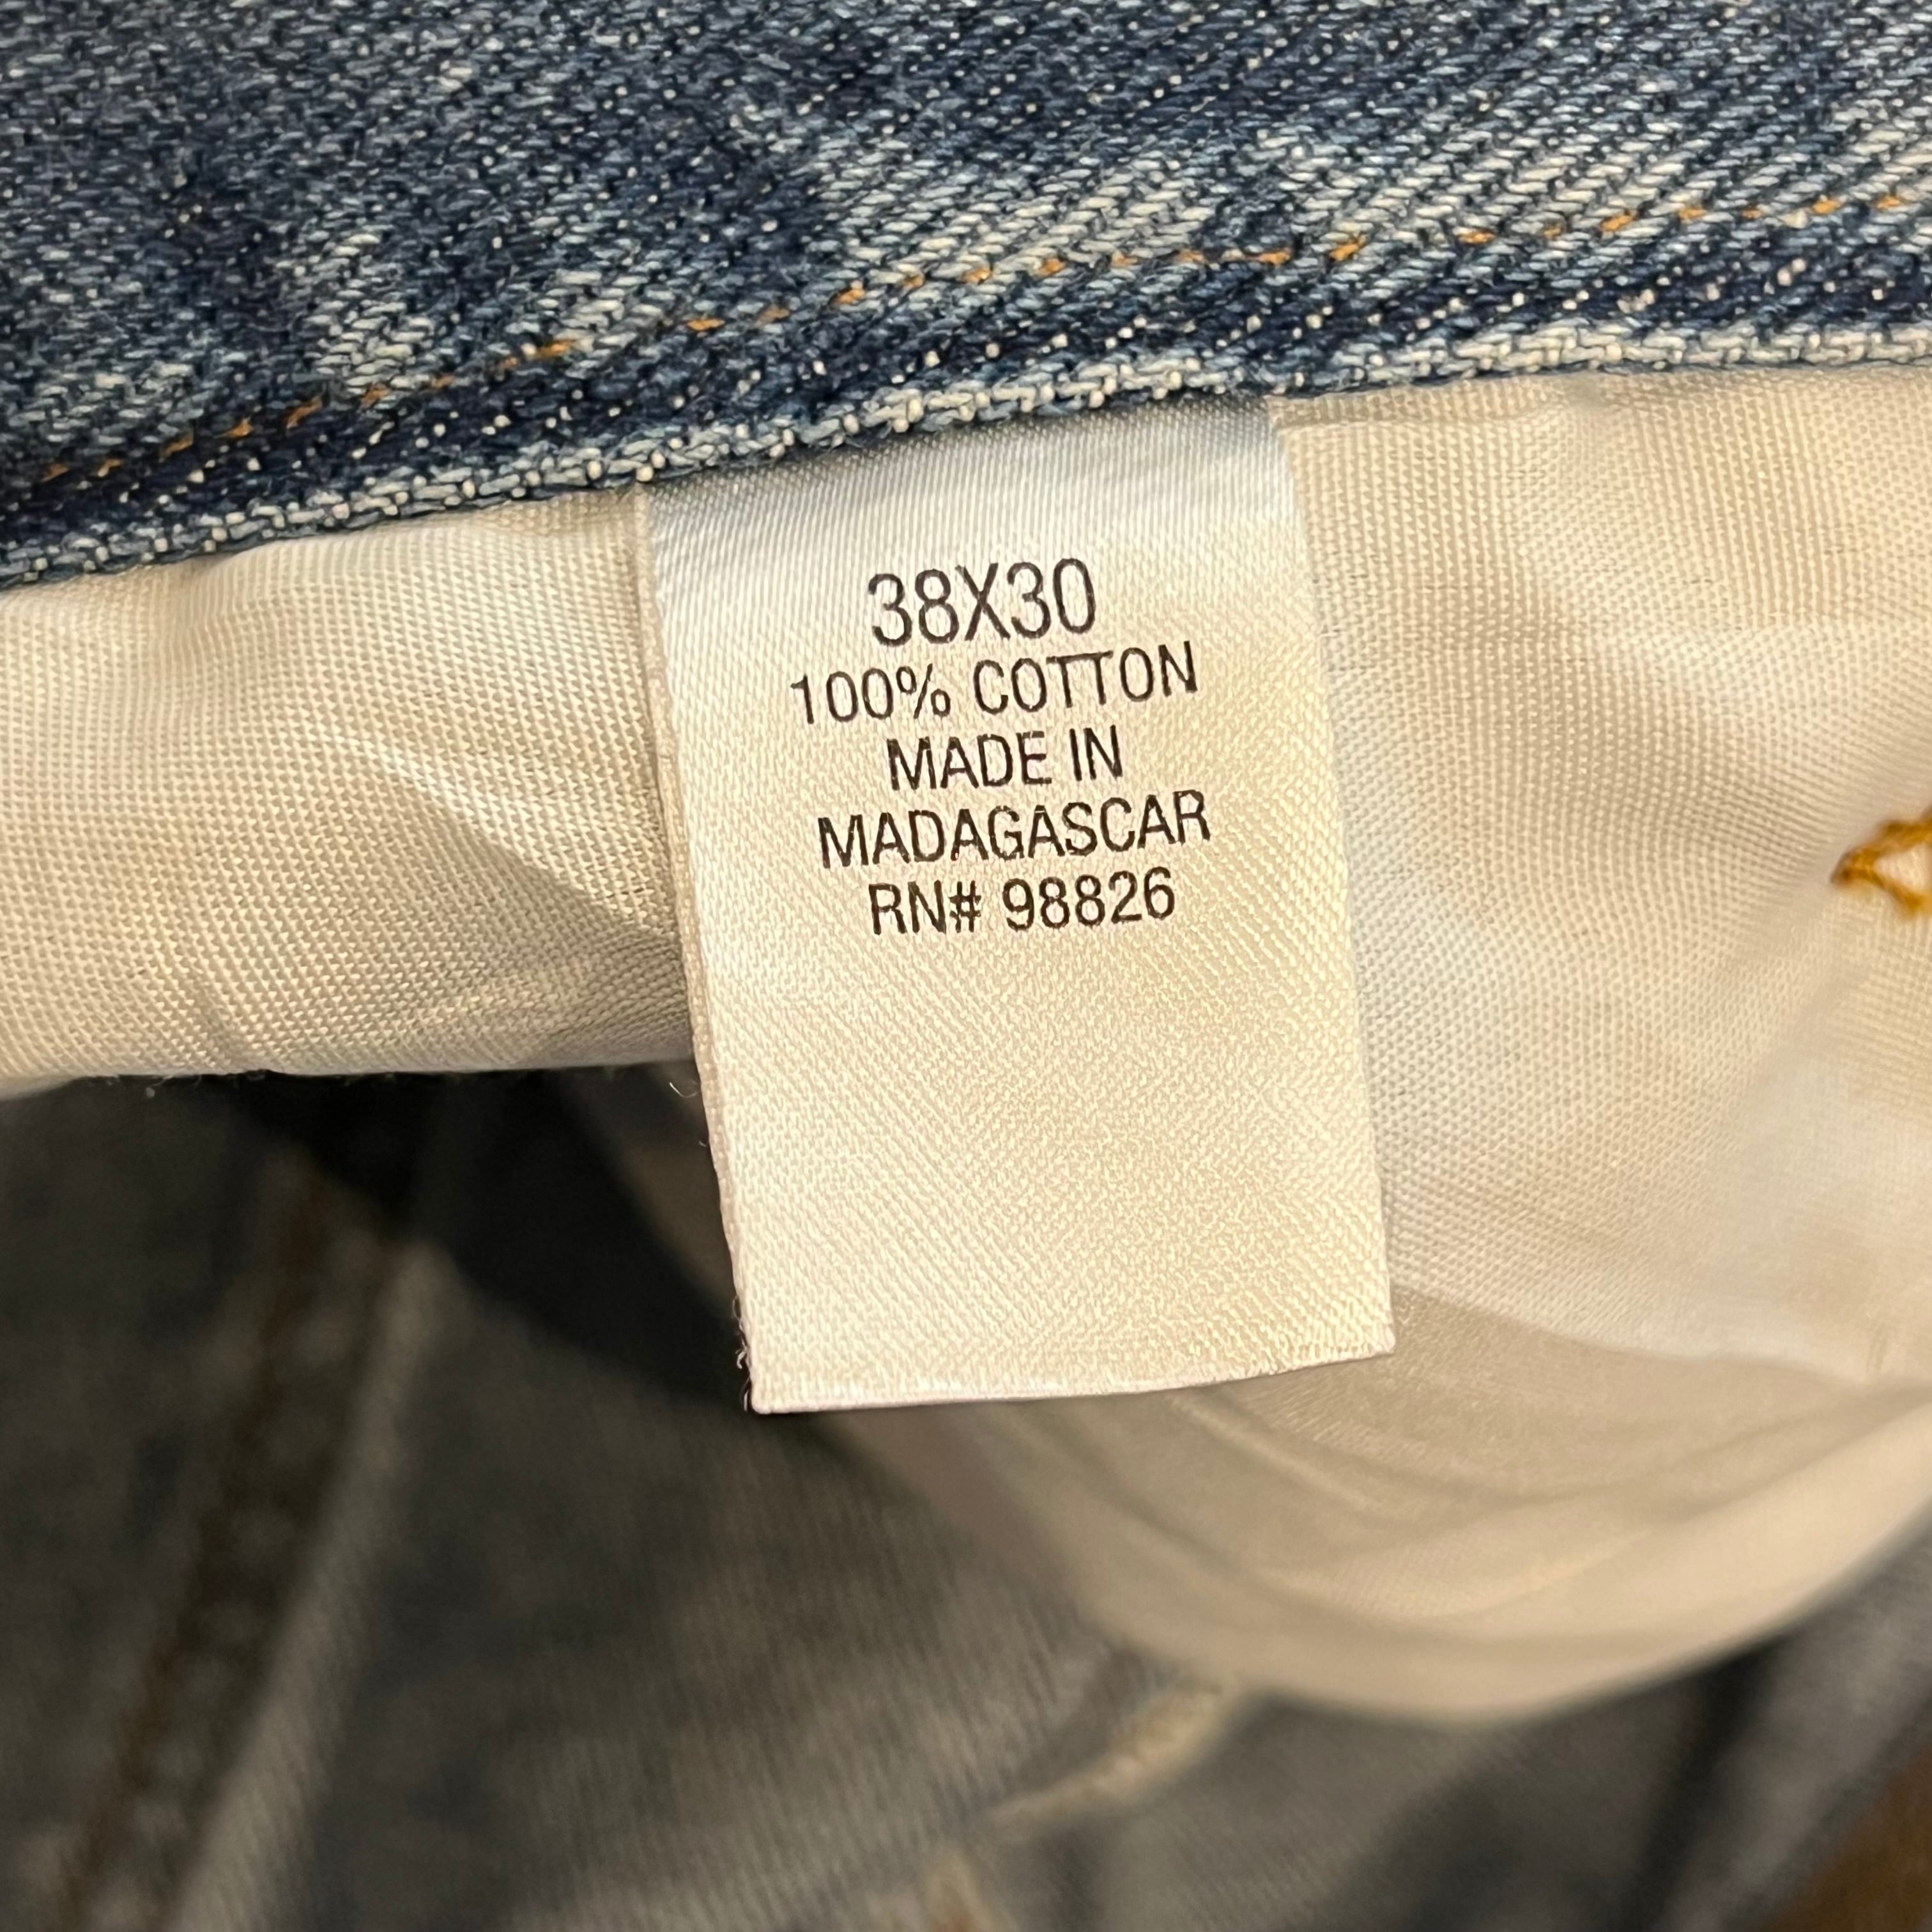 38X30
100% COTTON
MADE IN
MADAGASCAR
RN# 98826